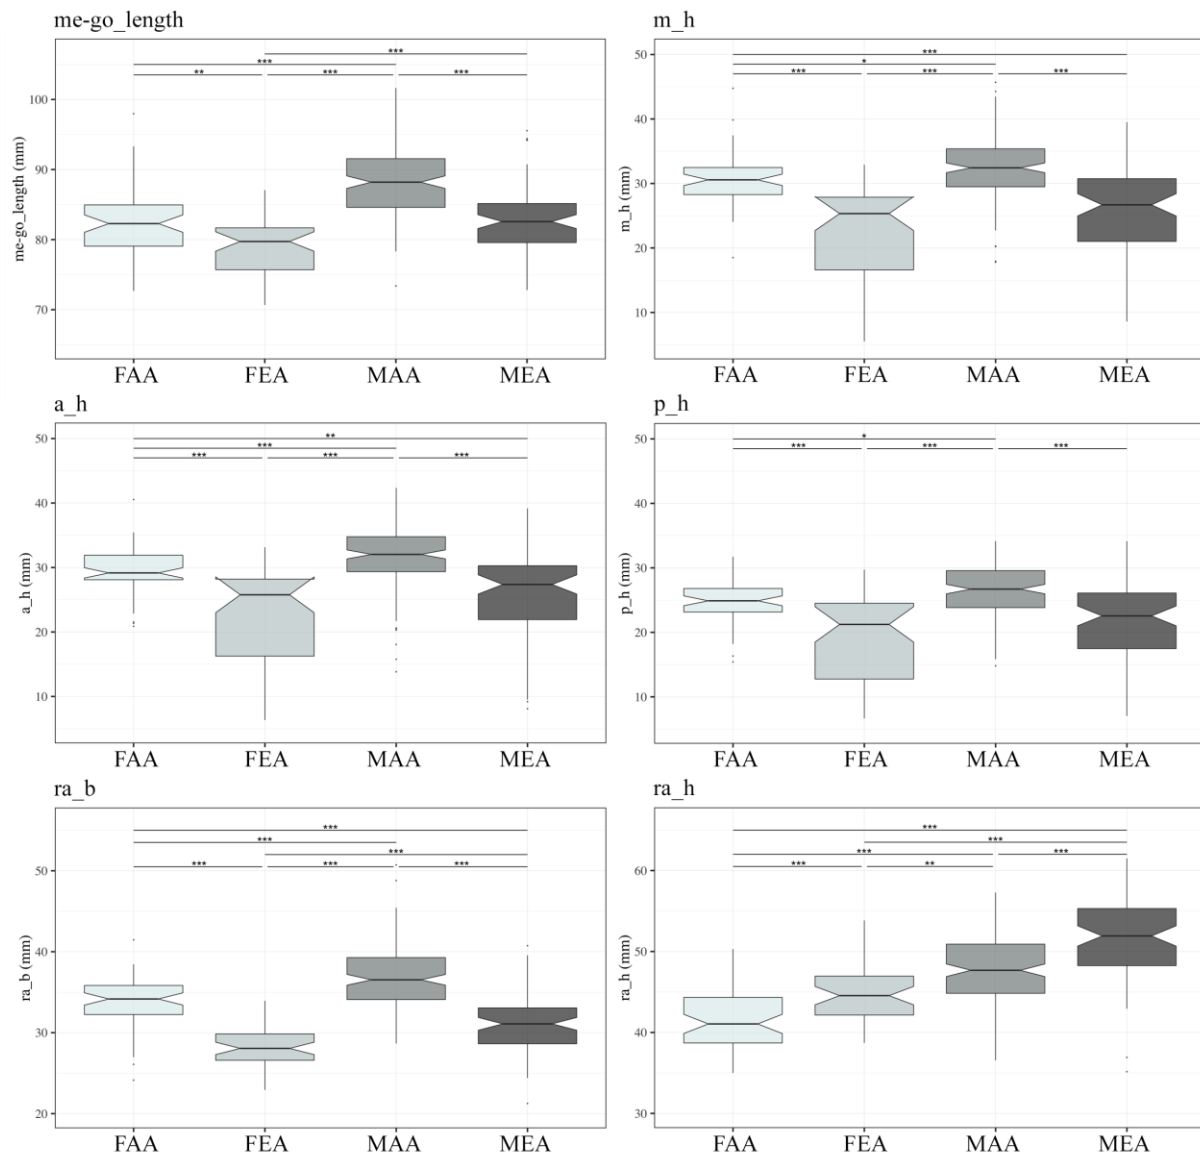 me-go_length
***
***
** *** ***
me-go_length (mm)
100
90
80
70
FAA FEA MAA MEA
m_h
***
*
*** *** ***
m_h (mm)
50
40
30
20
10
FAA FEA MAA MEA
a_h
**
***
*** *** ***
a_h (mm)
50
40
30
20
10
FAA FEA MAA MEA
p_h
*
*** *** ***
p_h (mm)
50
40
30
20
10
FAA FEA MAA MEA
ra_b
***
***
***
*** *** ***
ra_b (mm)
50
40
30
20
FAA FEA MAA MEA
ra_h
***
***
*** ***
*** **
ra_h (mm)
60
50
40
30
FAA FEA MAA MEA